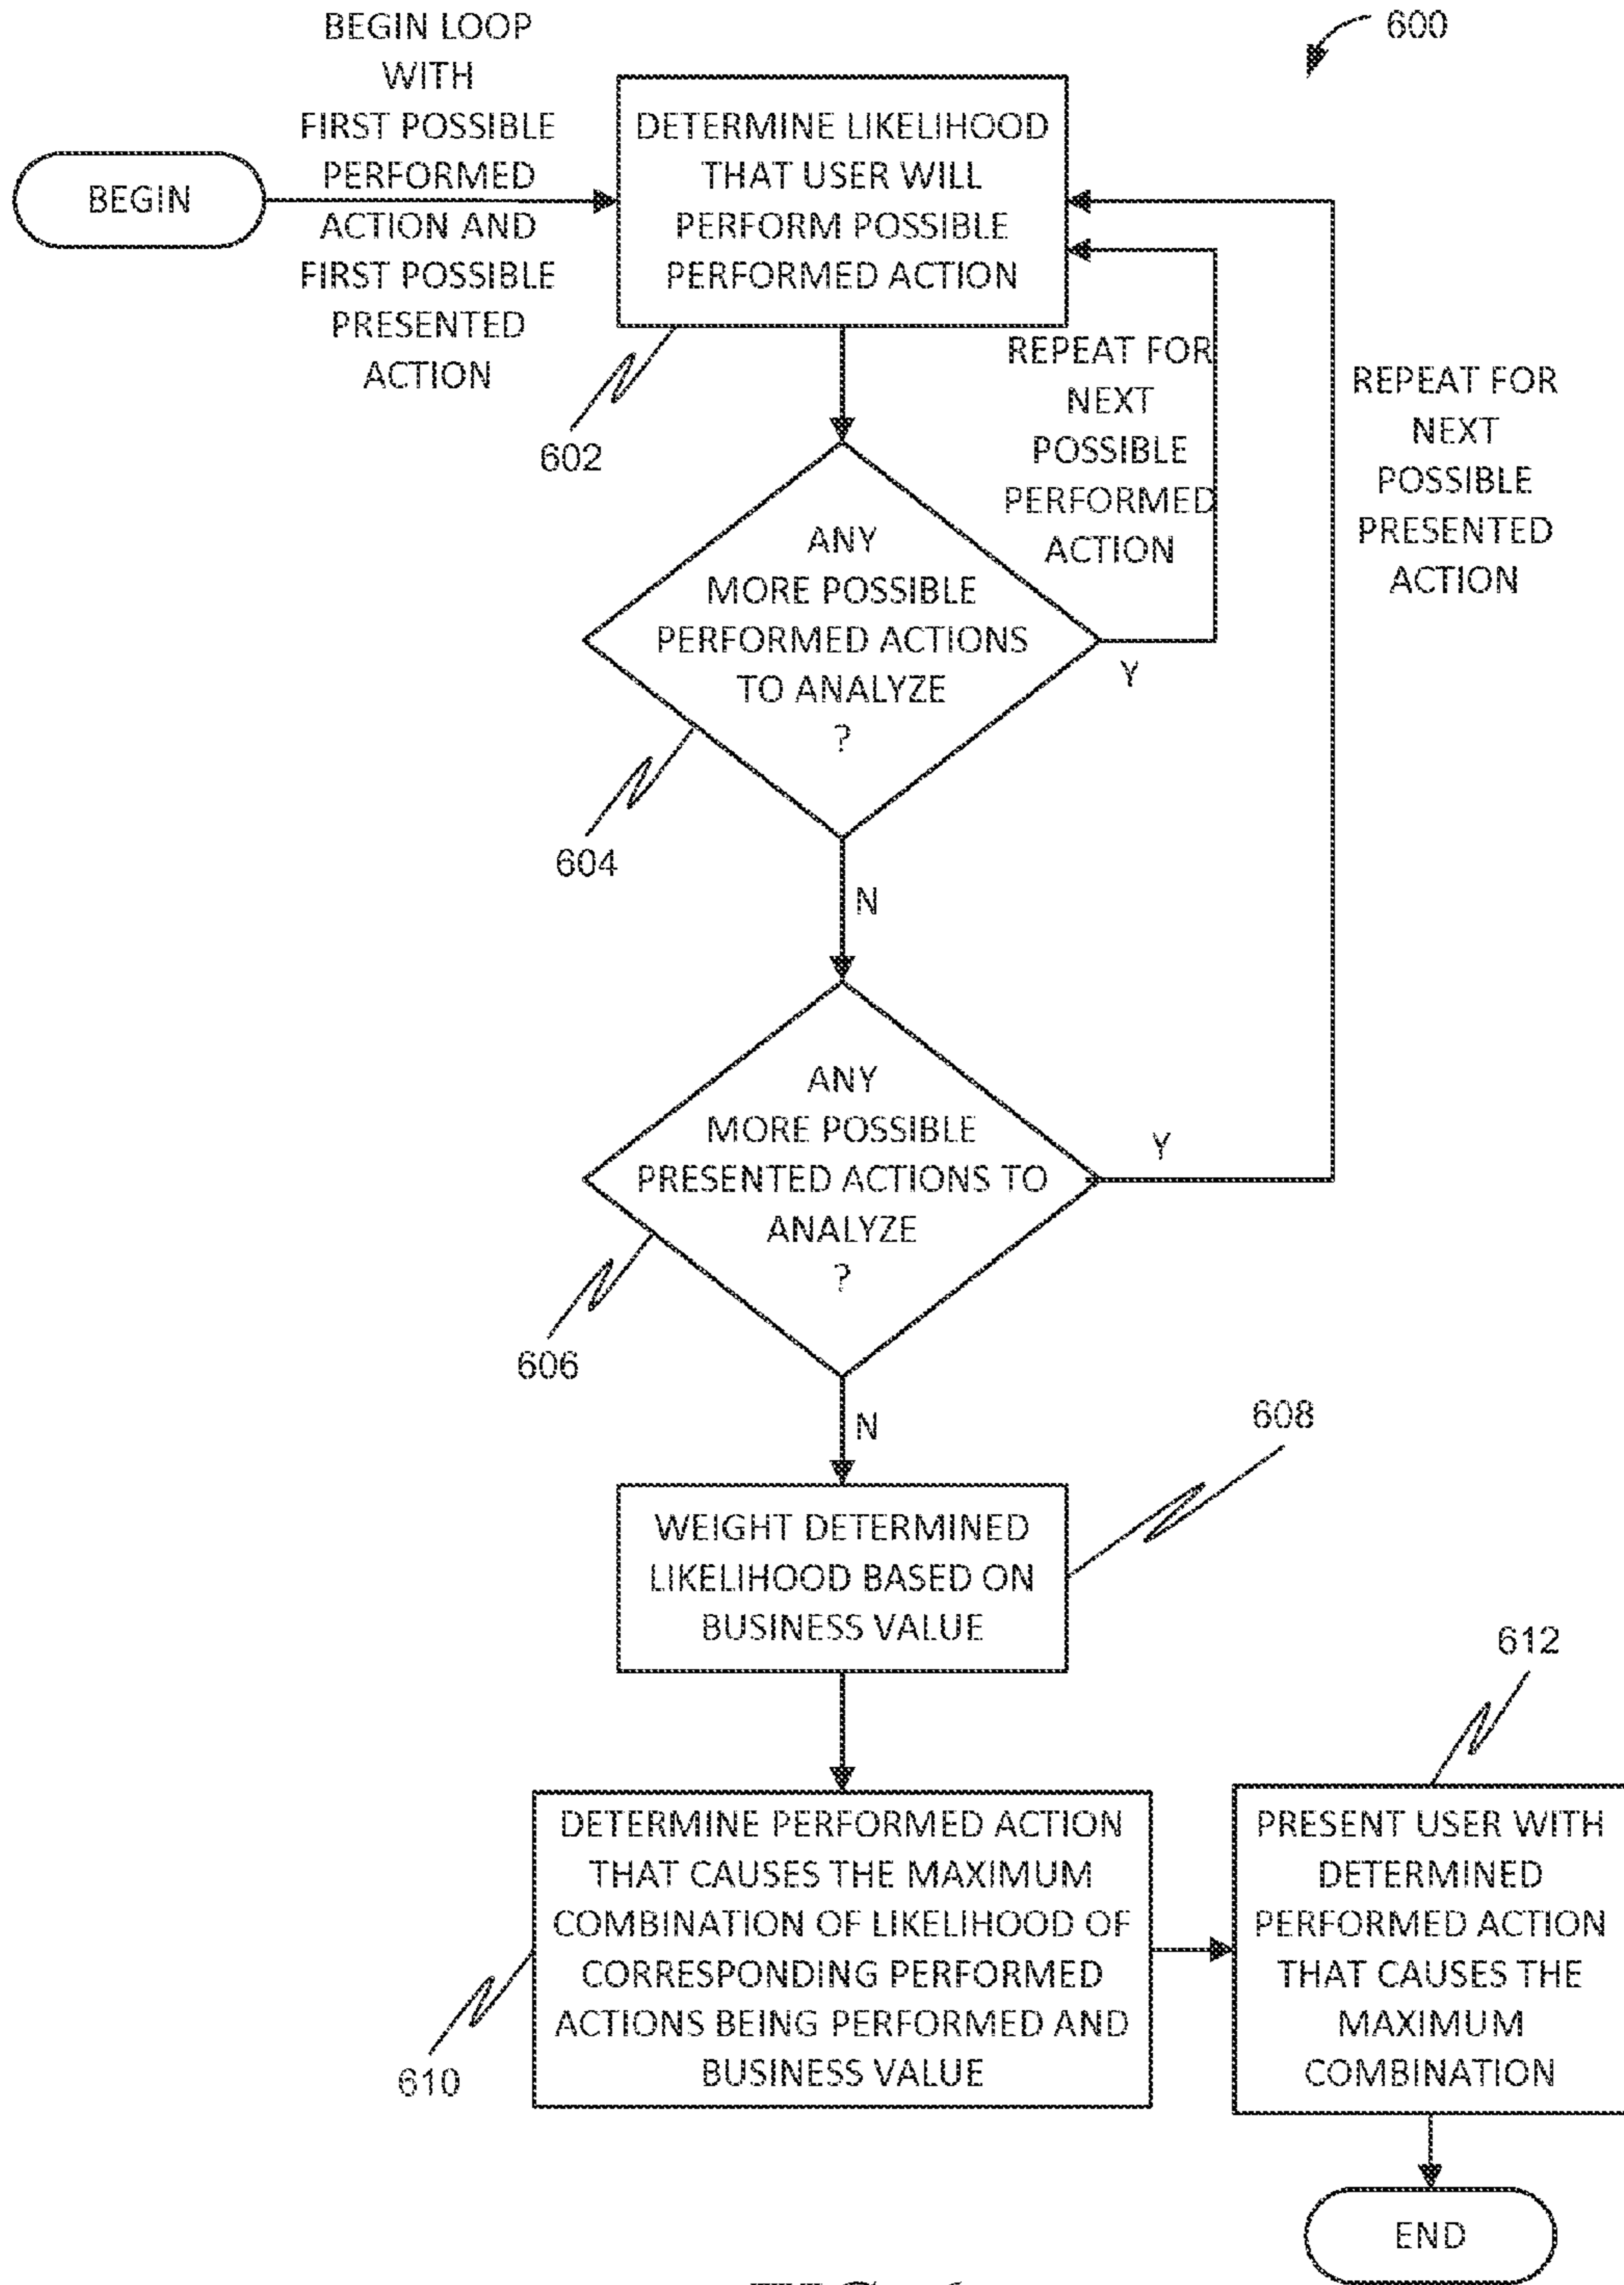 600
BEGIN LOOP
WITH
FIRST POSSIBLE
PERFORMED
ACTION AND
FIRST POSSIBLE
PRESENTED
ACTION
BEGIN
DETERMINE LIKELIHOOD
THAT USER WILL
PERFORM POSSIBLE
PERFORMED ACTION
602
REPEAT FOR
NEXT
POSSIBLE
PERFORMED
ACTION
REPEAT FOR
NEXT
POSSIBLE
PRESENTED
ACTION
ANY
MORE POSSIBLE
PERFORMED ACTIONS
TO ANALYZE
?
Y
604
N
ANY
MORE POSSIBLE
PRESENTED ACTIONS TO
ANALYZE
?
Y
606
N
608
WEIGHT DETERMINED
LIKELIHOOD BASED ON
BUSINESS VALUE
612
DETERMINE PERFORMED ACTION
THAT CAUSES THE MAXIMUM
COMBINATION OF LIKELIHOOD OF
CORRESPONDING PERFORMED
ACTIONS BEING PERFORMED AND
BUSINESS VALUE
610
PRESENT USER WITH
DETERMINED
PERFORMED ACTION
THAT CAUSES THE
MAXIMUM
COMBINATION
END